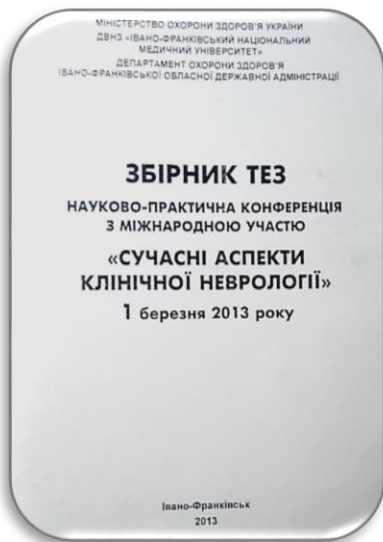 МІНІСТЕРСТВО ОХОРОНИ ЗДОРОВ'Я УКРАЇНИ
ДВНЗ «ІВАНО-ФРАНКІВСЬКИЙ НАЦІОНАЛЬНИЙ
МЕДИЧНИЙ УНІВЕРСИТЕТ»
ДЕПАРТАМЕНТ ОХОРОНИ ЗДОРОВ'Я
ІВАНО-ФРАНКІВСЬКОЇ ОБЛАСНОЇ ДЕРЖАВНОЇ АДМІНІСТРАЦІЇ
ЗБІРНИК ТЕЗ
НАУКОВО-ПРАКТИЧНА КОНФЕРЕНЦІЯ
З МІЖНАРОДНОЮ УЧАСТЮ
«СУЧАСНІ АСПЕКТИ
КЛІНІЧНОЇ НЕВРОЛОГІЇ»
1 березня 2013 року
Івано-Франківськ
2013